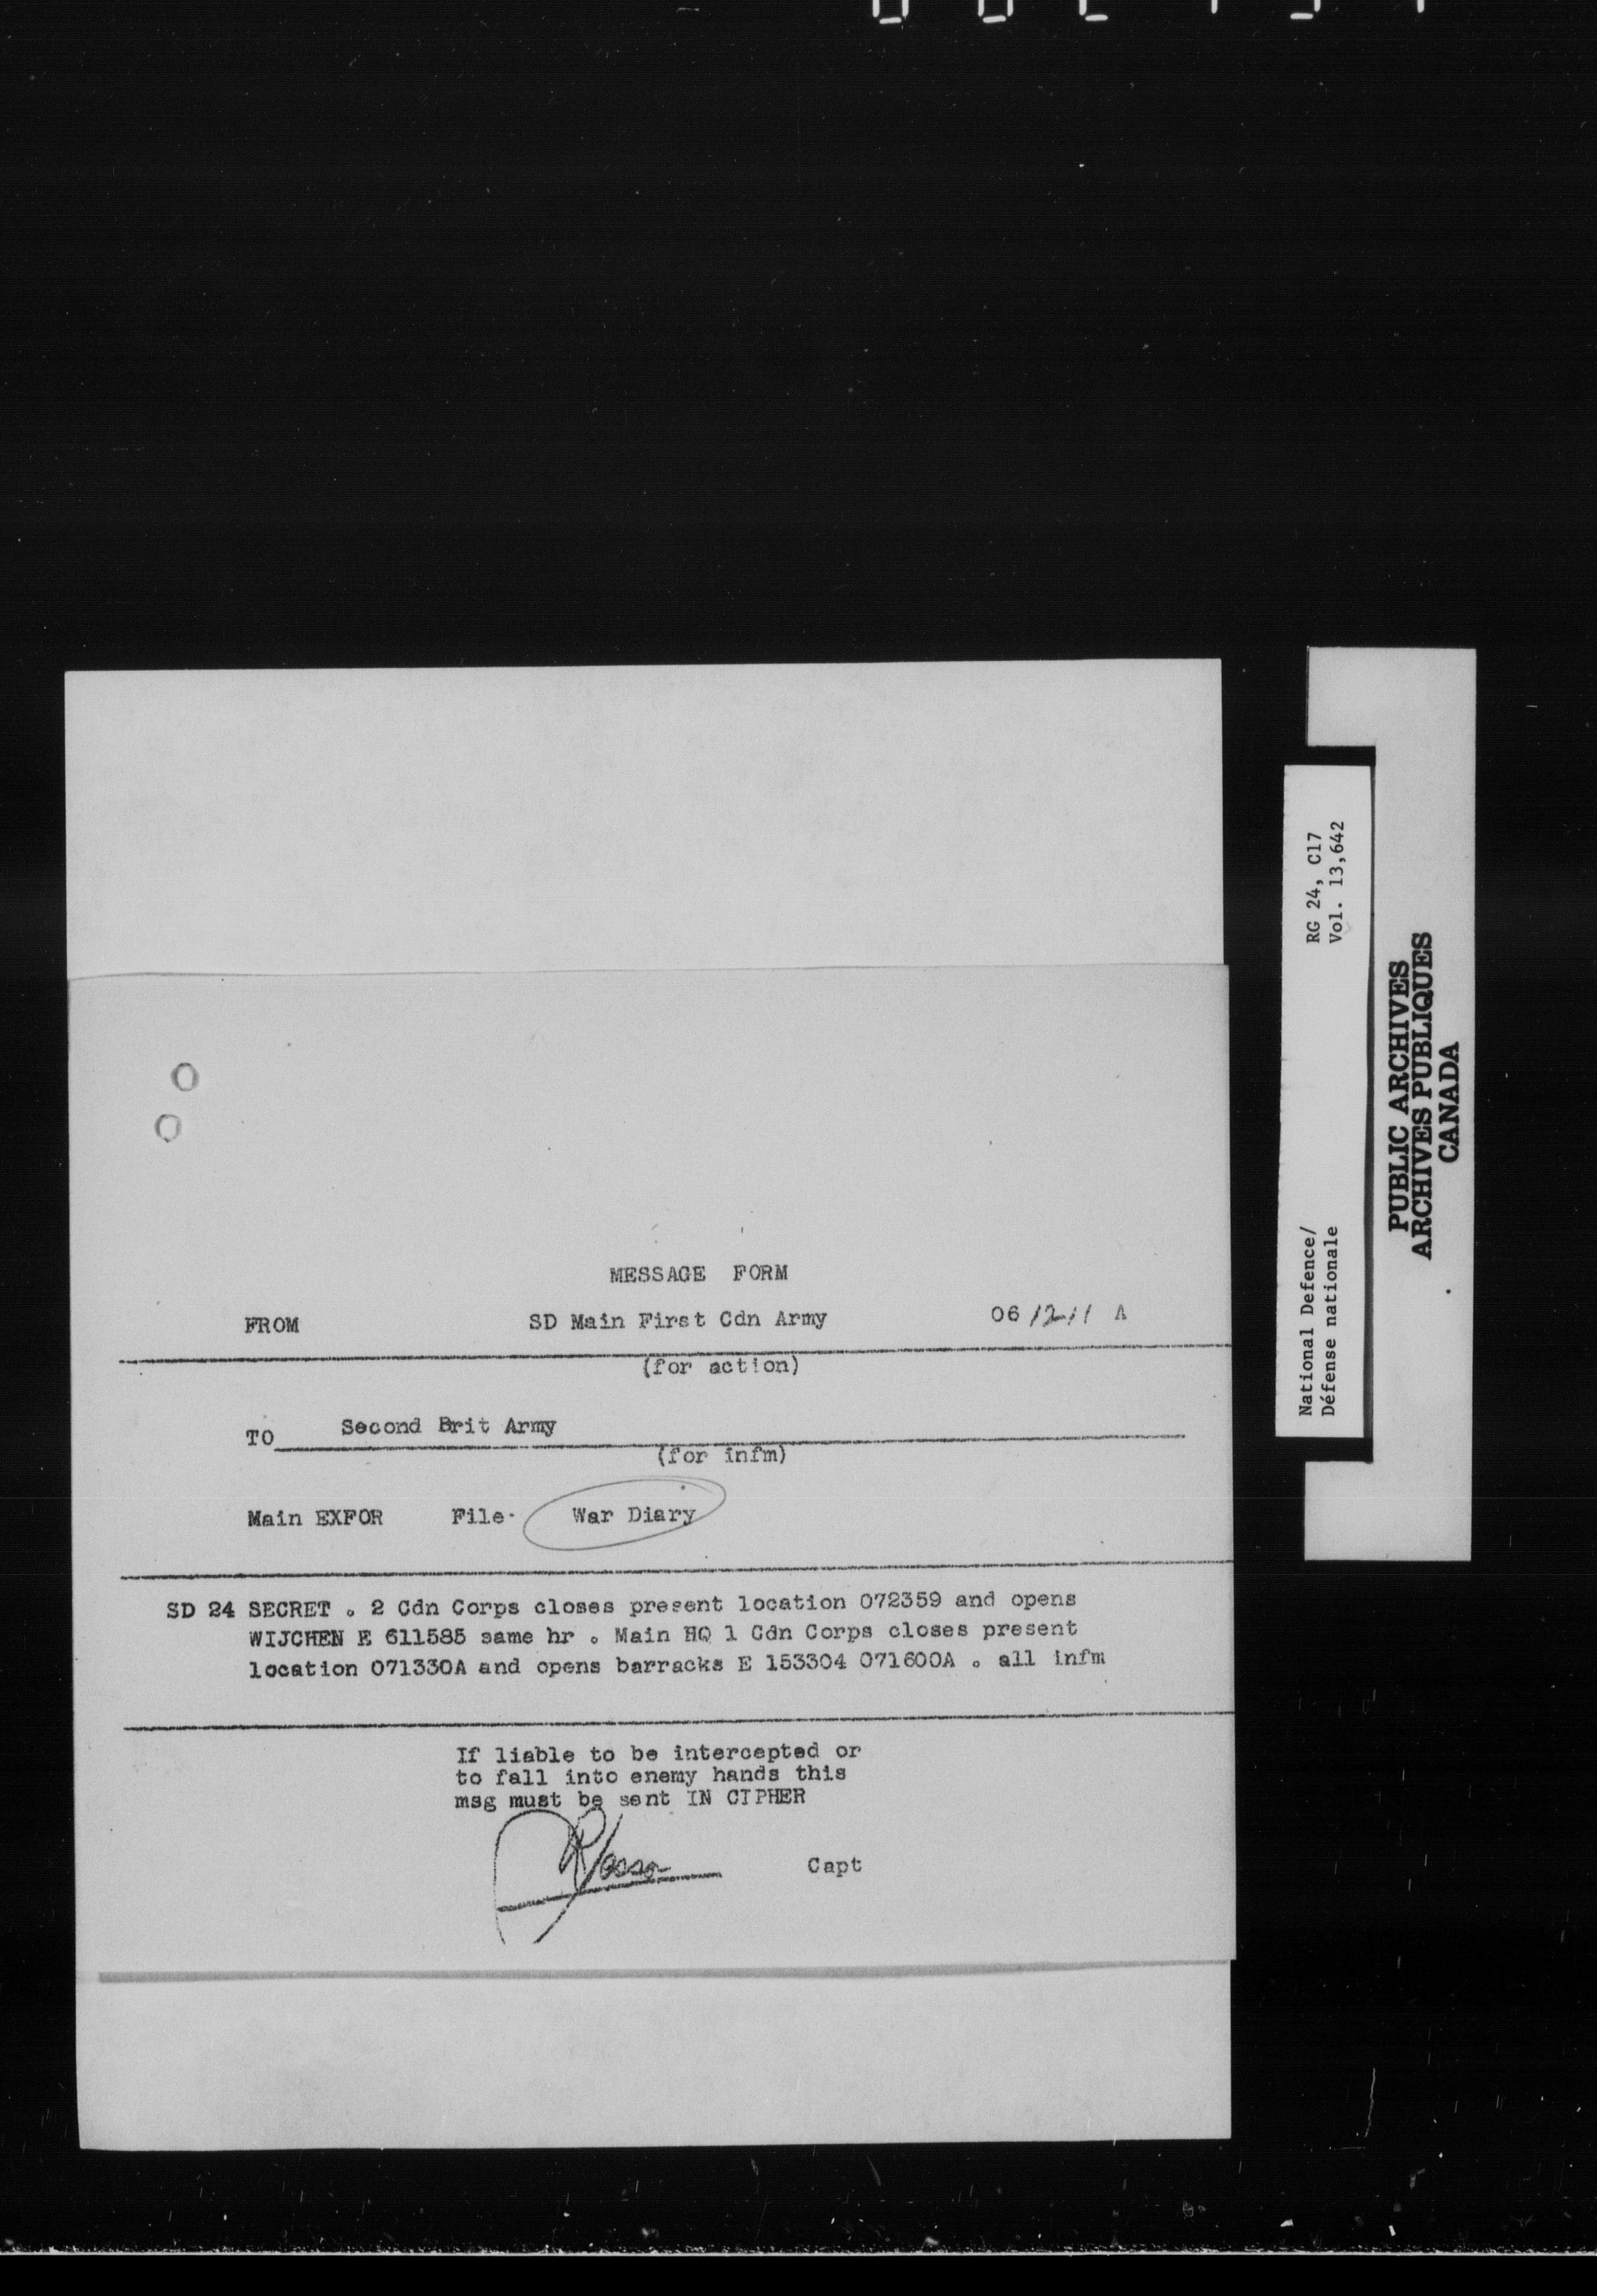 MESSAGE FORM
FROM SD Main First Cdn Army 06 1211 A
(for action)
TO Second Brit Army
(for infm)
Main EXFOR File War Diary
SD 24 SECRET . 2 Cdn Corps closes present location 072359 and opens
WIJCHEN E 611585 same hr . Main HQ 1 Cdn Corps closes present
location 071330A and opens barracks E 153304 071600A . all infm
If liable to be intercepted or
to fall into enemy hands this
msg must be sent IN CIPHER
Capt
National Defence/ RG 24, C17
Défense nationale Vol. 13,642
PUBLIC ARCHIVES
ARCHIVES PUBLIQUES
CANADA